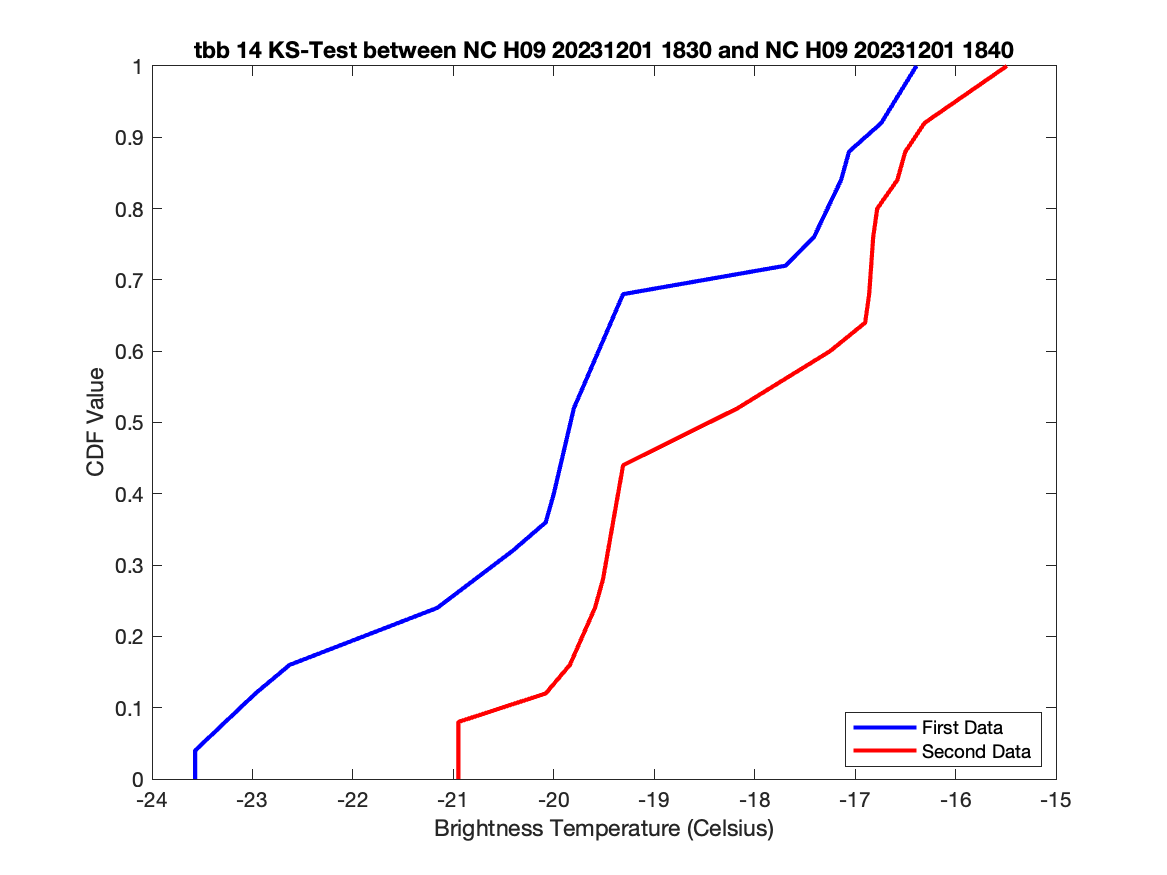 tbb 14 KS-Test between NC H09 20231201 1830 and NC H09 20231201 1840
1
0.9
0.8
0.7
0.6
0.5
0.4
0.3
0.2
0.1
0
CDF Value
First Data
Second Data
-24 -23 -22 -21 -20 -19 -18 -17 -16 -15
Brightness Temperature (Celsius)